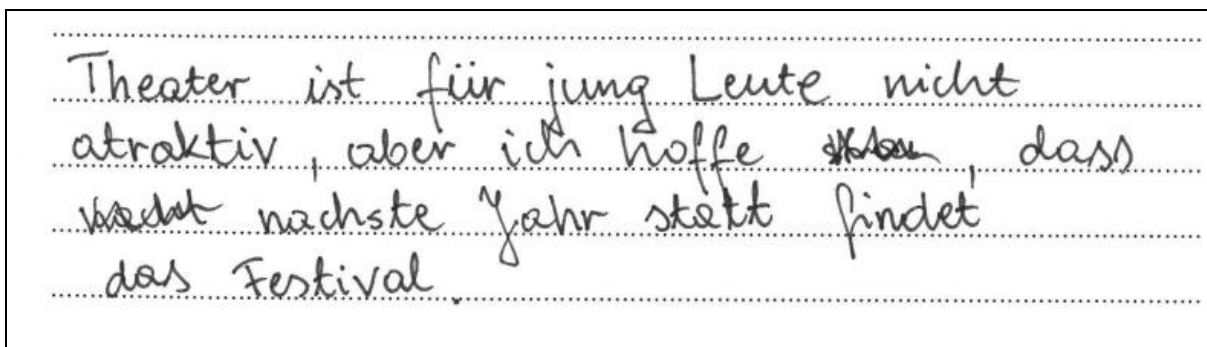 Theater ist für jung Leute nicht
atraktiv, aber ich hoffe, dass
nachste Jahr statt findet
das Festival.